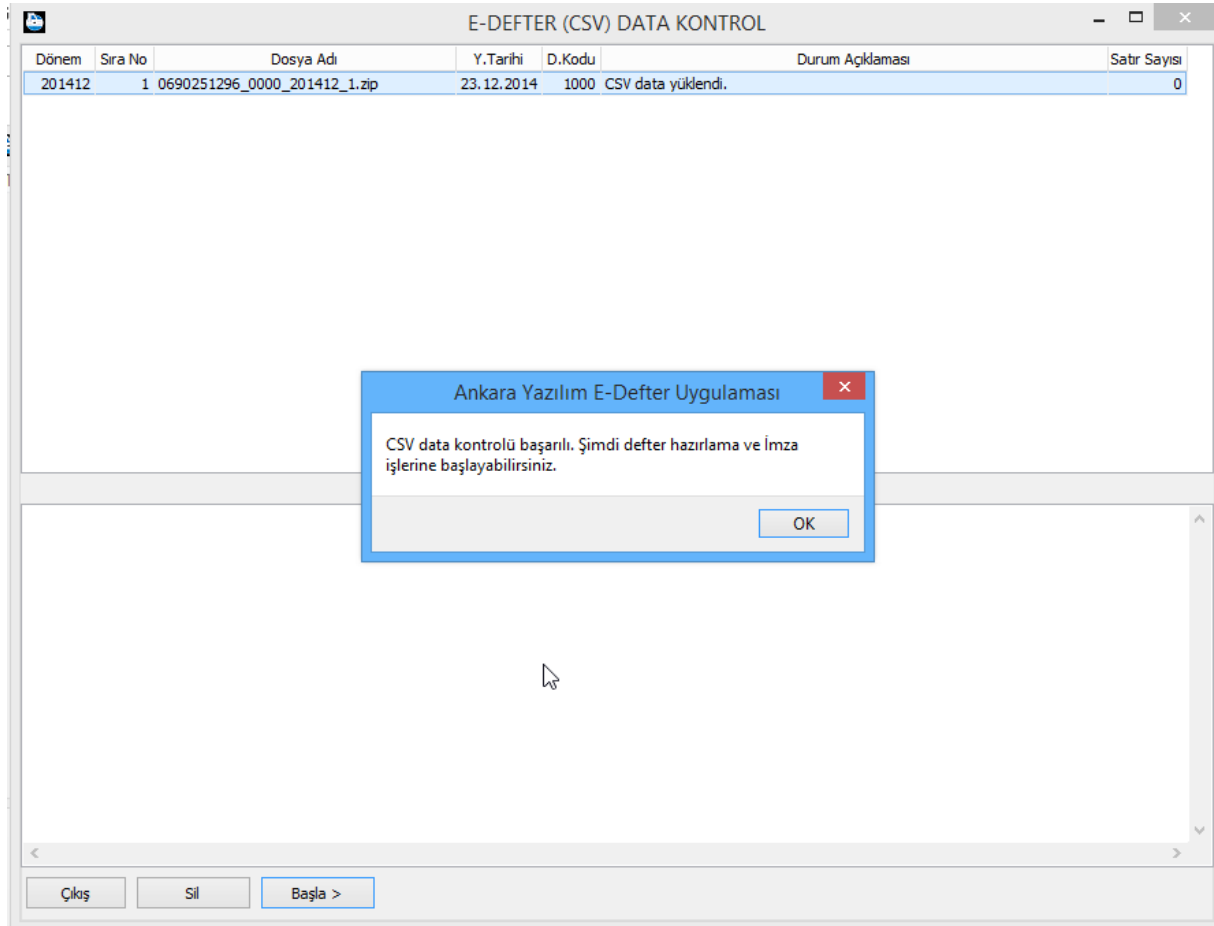 E-DEFTER (CSV) DATA KONTROL
Dönem Sıra No Dosya Adı Y.Tarihi D.Kodu Durum Açıklaması Satır Sayısı
201412 1 0690251296_0000_201412_1.zip 23.12.2014 1000 CSV data yüklendi. 0
Ankara Yazılım E-Defter Uygulaması
CSV data kontrolü başarılı. Şimdi defter hazırlama ve İmza
işlerine başlayabilirsiniz.
OK
Çıkış Sil Başla >